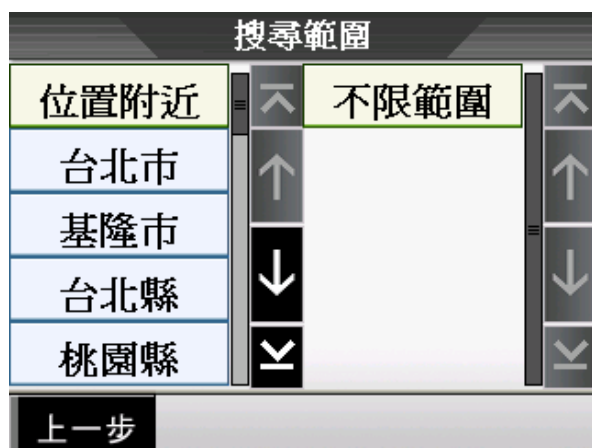 搜尋範圍
位置附近
不限範圍
台北市
基隆市
台北縣
桃園縣
上一步